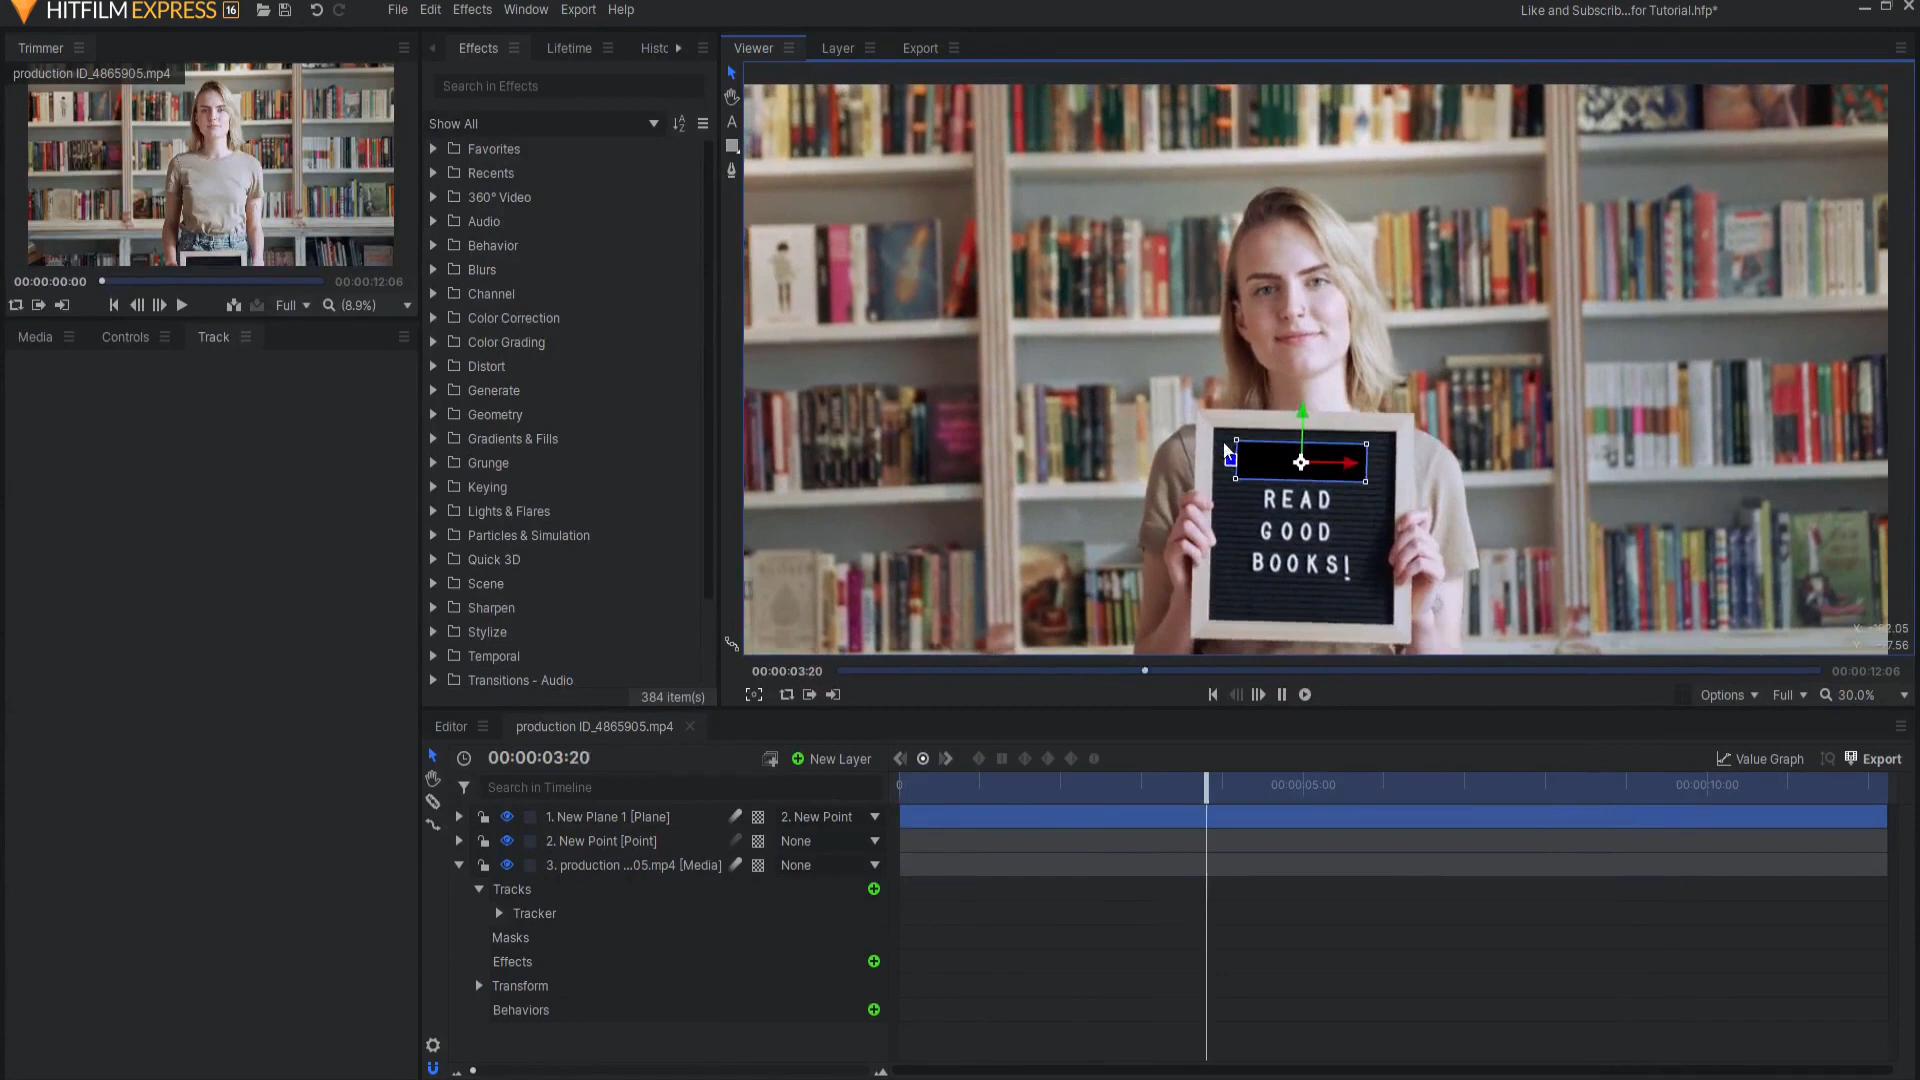 HITFILM EXPRESS 16
File Edit Effects Window Export Help
Like and Subscrib...for Tutorial.hfp*
Trimmer
production ID_4865905.mp4
00:00:00:00 00:00:12:06
Full (8.9%)
Media Controls Track
Effects Lifetime Histc
Search in Effects
Show All
Favorites
Recents
360° Video
Audio
Behavior
Blurs
Channel
Color Correction
Color Grading
Distort
Generate
Geometry
Gradients & Fills
Grunge
Keying
Lights & Flares
Particles & Simulation
Quick 3D
Scene
Sharpen
Stylize
Temporal
Transitions - Audio
384 item(s)
Viewer Layer Export
A
READ
GOOD
BOOKS!
00:00:03:20 00:00:12:06
Options Full 30.0%
Editor production ID_4865905.mp4
00:00:03:20 New Layer Value Graph Export
Search in Timeline
0 00:00:05:00 00:00:10:00
1. New Plane 1 [Plane] 2. New Point
2. New Point [Point] None
3. production ...05.mp4 [Media] None
Tracks
Tracker
Masks
Effects
Transform
Behaviors